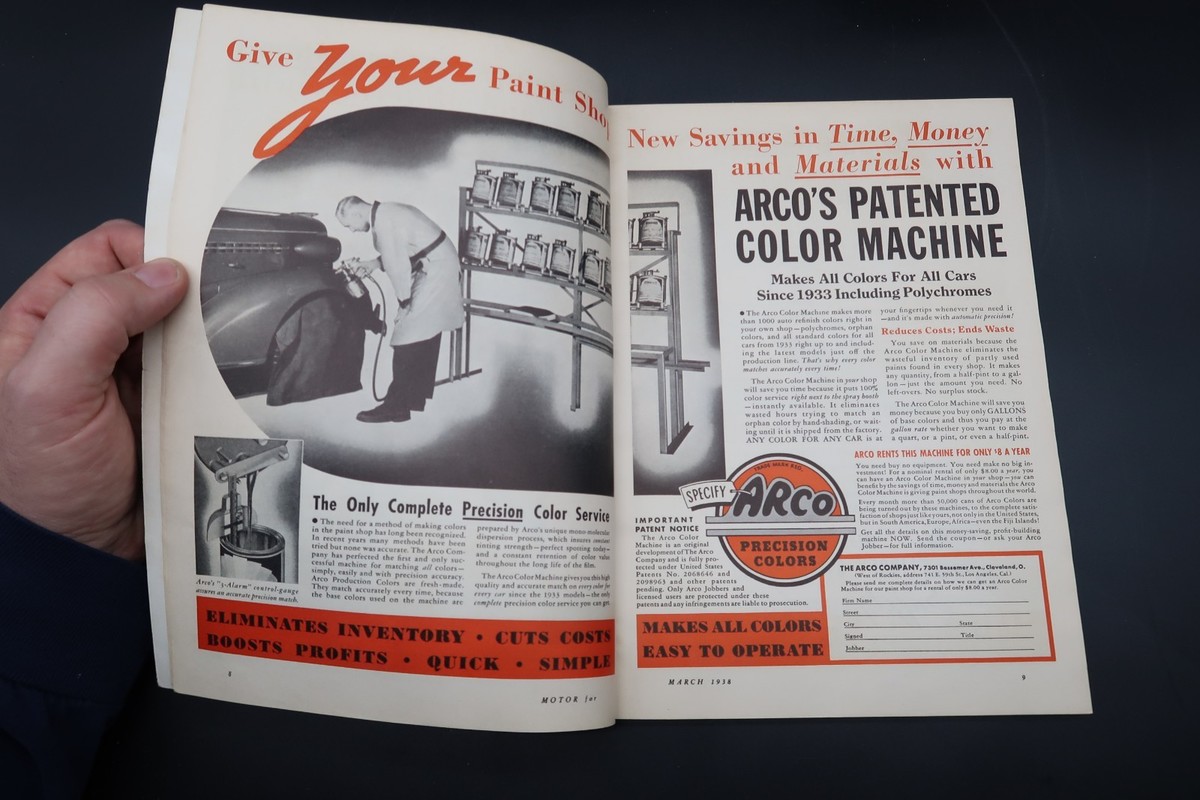 Give Your Paint Shop
The Only Complete Precision Color Service
● The need for a method of making colors
in the paint shop has long been recognized.
In recent years many methods have been
tried but none was accurate. The Arco Com-
pany has perfected the first and only suc-
cessful machine for matching all colors—
simply, easily and with precision accuracy.
Arco Production Colors are fresh-made.
They match accurately every time, because
the base colors used on the machine are
prepared by Arco's unique mono-molecular
dispersion process, which insures constant
tinting strength—perfect spotting today—
and a constant retention of color value
throughout the long life of the film.
The Arco Color Machine gives you this high
quality and accurate match on every color for
every car since the 1933 models—the only
complete precision color service you can get.
Arco's "3-Alarm" control-gauge
assures an accurate precision match.
ELIMINATES INVENTORY • CUTS COSTS
BOOSTS PROFITS • QUICK • SIMPLE
8
MOTOR for
New Savings in Time, Money
and Materials with
ARCO'S PATENTED
COLOR MACHINE
Makes All Colors For All Cars
Since 1933 Including Polychromes
● The Arco Color Machine makes more
than 1000 auto refinish colors right in
your own shop—polychromes, orphan
colors, and all standard colors for all
cars from 1933 right up to and includ-
ing the latest models just off the
production line. That's why every color
matches accurately every time!
The Arco Color Machine in your shop
will save you time because it puts 100%
color service right next to the spray booth
—instantly available. It eliminates
wasted hours trying to match an
orphan color by hand-shading, or wait-
ing until it is shipped from the factory.
ANY COLOR FOR ANY CAR is at
your fingertips whenever you need it
—and it's made with automatic precision!
Reduces Costs; Ends Waste
You save on materials because the
Arco Color Machine eliminates the
wasteful inventory of partly used
paints found in every shop. It makes
any quantity, from a half-pint to a gal-
lon—just the amount you need. No
left-overs. No surplus stock.
The Arco Color Machine will save you
money because you buy only GALLONS
of base colors and thus you pay at the
gallon rate whether you want to make
a quart, or a pint, or even a half-pint.
ARCO RENTS THIS MACHINE FOR ONLY $8 A YEAR
You need buy no equipment. You need make no big in-
vestment! For a nominal rental of only $8.00 a year, you
can have an Arco Color Machine in your shop—you can
benefit by the savings of time, money and materials the Arco
Color Machine is giving paint shops throughout the world.
Every month more than 50,000 cans of Arco Colors are
being turned out by these machines, to the complete satis-
faction of shops just like yours, not only in the United States,
but in South America, Europe, Africa—even the Fiji Islands!
Get all the details on this money-saving, profit-building
machine NOW. Send the coupon—or ask your Arco
Jobber—for full information.
TRADE MARK REG.
SPECIFY
ARCO
PRECISION
COLORS
IMPORTANT
PATENT NOTICE
The Arco Color
Machine is an original
development of The Arco
Company and is fully pro-
tected under United States
Patents No. 2068646 and
2098963 and other patents
pending. Only Arco Jobbers and
licensed users are protected under these
patents and any infringements are liable to prosecution.
MAKES ALL COLORS
EASY TO OPERATE
THE ARCO COMPANY, 7301 Bessemer Ave., Cleveland, O.
(West of Rockies, address 741 E. 59th St., Los Angeles, Cal.)
Please send me complete details on how we can get an Arco Color
Machine for our paint shop for a rental of only $8.00 a year.
Firm Name
Street
City State
Signed Title
Jobber
MARCH 1938
9